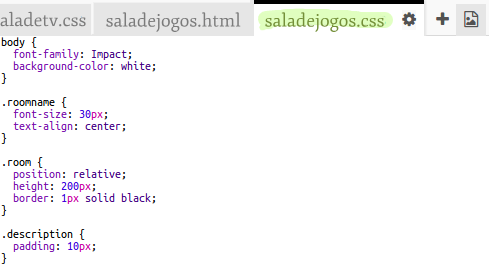 aladetv.css saladejogos.html saladejogos.css
body {
  font-family: Impact;
  background-color: white;
}
.roomname {
  font-size: 30px;
  text-align: center;
}
.room {
  position: relative;
  height: 200px;
  border: 1px solid black;
}
.description {
  padding: 10px;
}